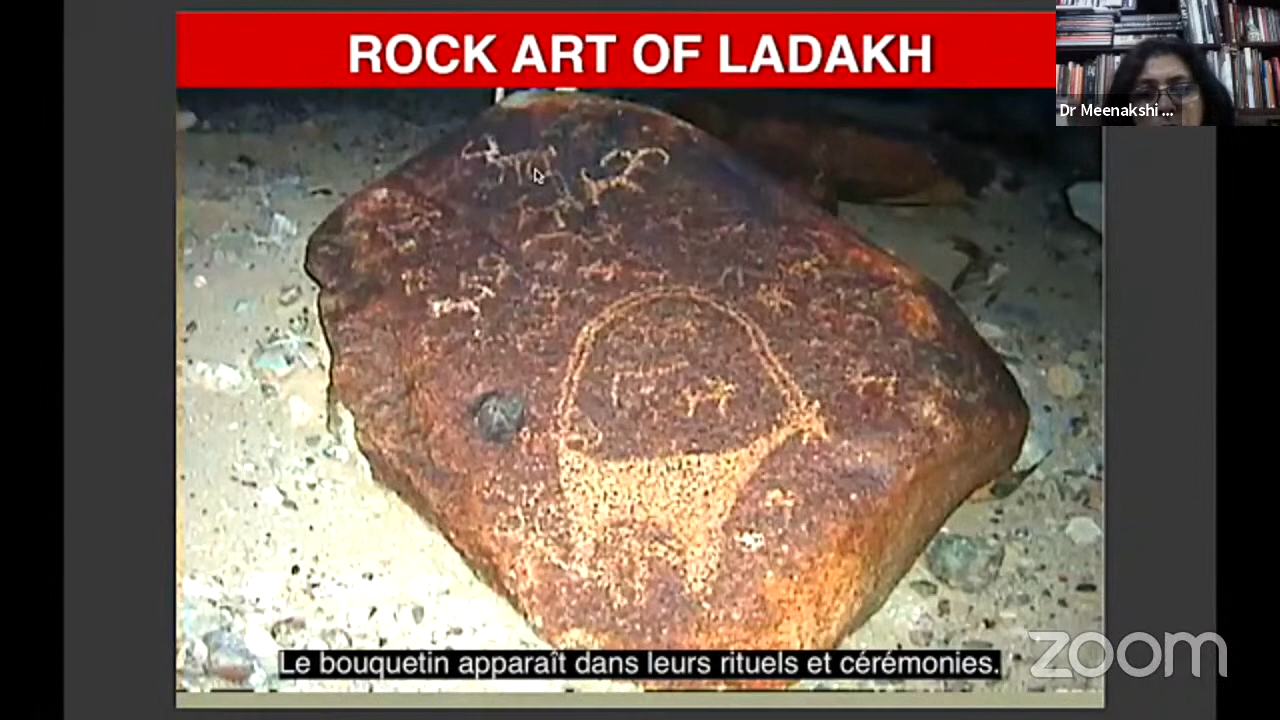 ROCK ART OF LADAKH
Dr Meenakshi ...
Le bouquetin apparaît dans leurs rituels et cérémonies.
zoom